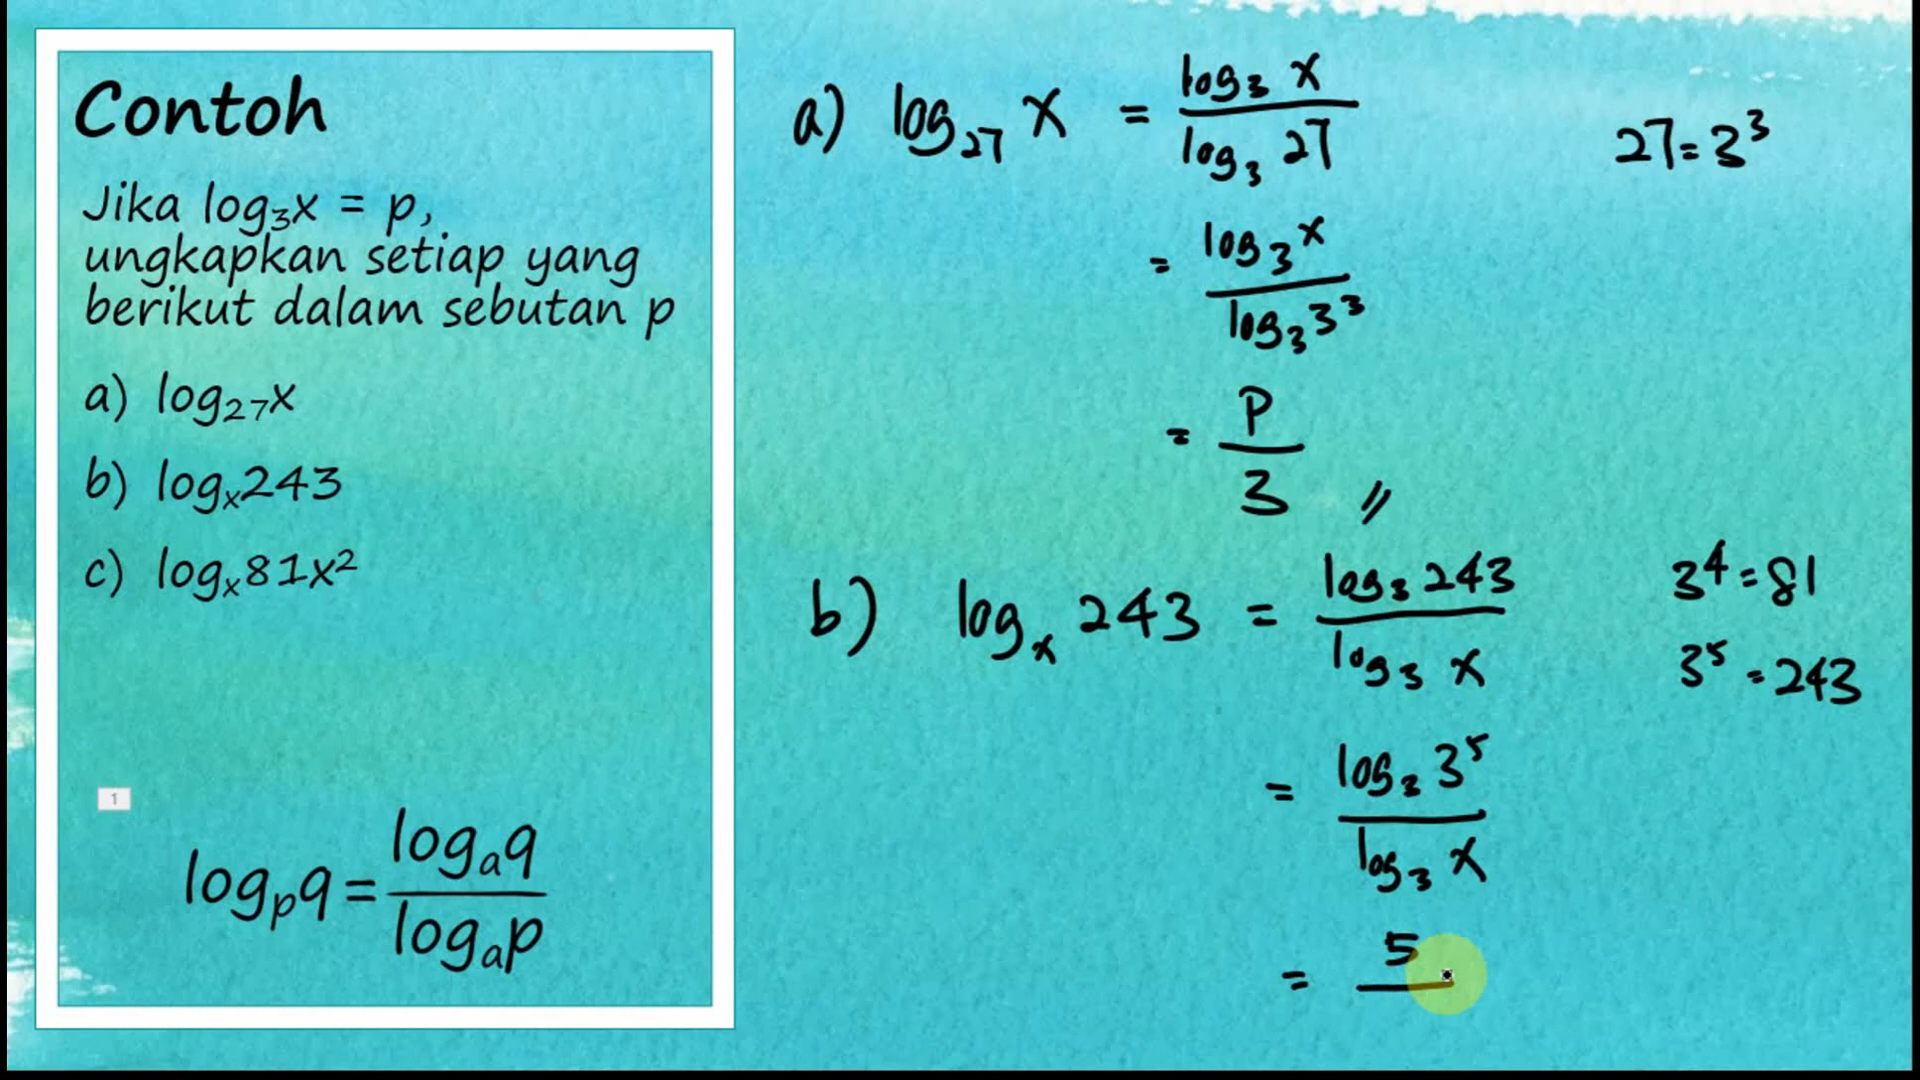 Contoh
Jika log₃x = p,
ungkapkan setiap yang
berikut dalam sebutan p
a) log₂₇x
b) logₓ243
c) logₓ81x²
1
logₚq = logₐq / logₐp
a) log₂₇ x = log₃ x / log₃ 27
27 = 3³
= log₃ x / log₃ 3³
= P / 3 //
b) logₓ 243 = log₃ 243 / log₃ x
3⁴ = 81
3⁵ = 243
= log₃ 3⁵ / log₃ x
= 5 /